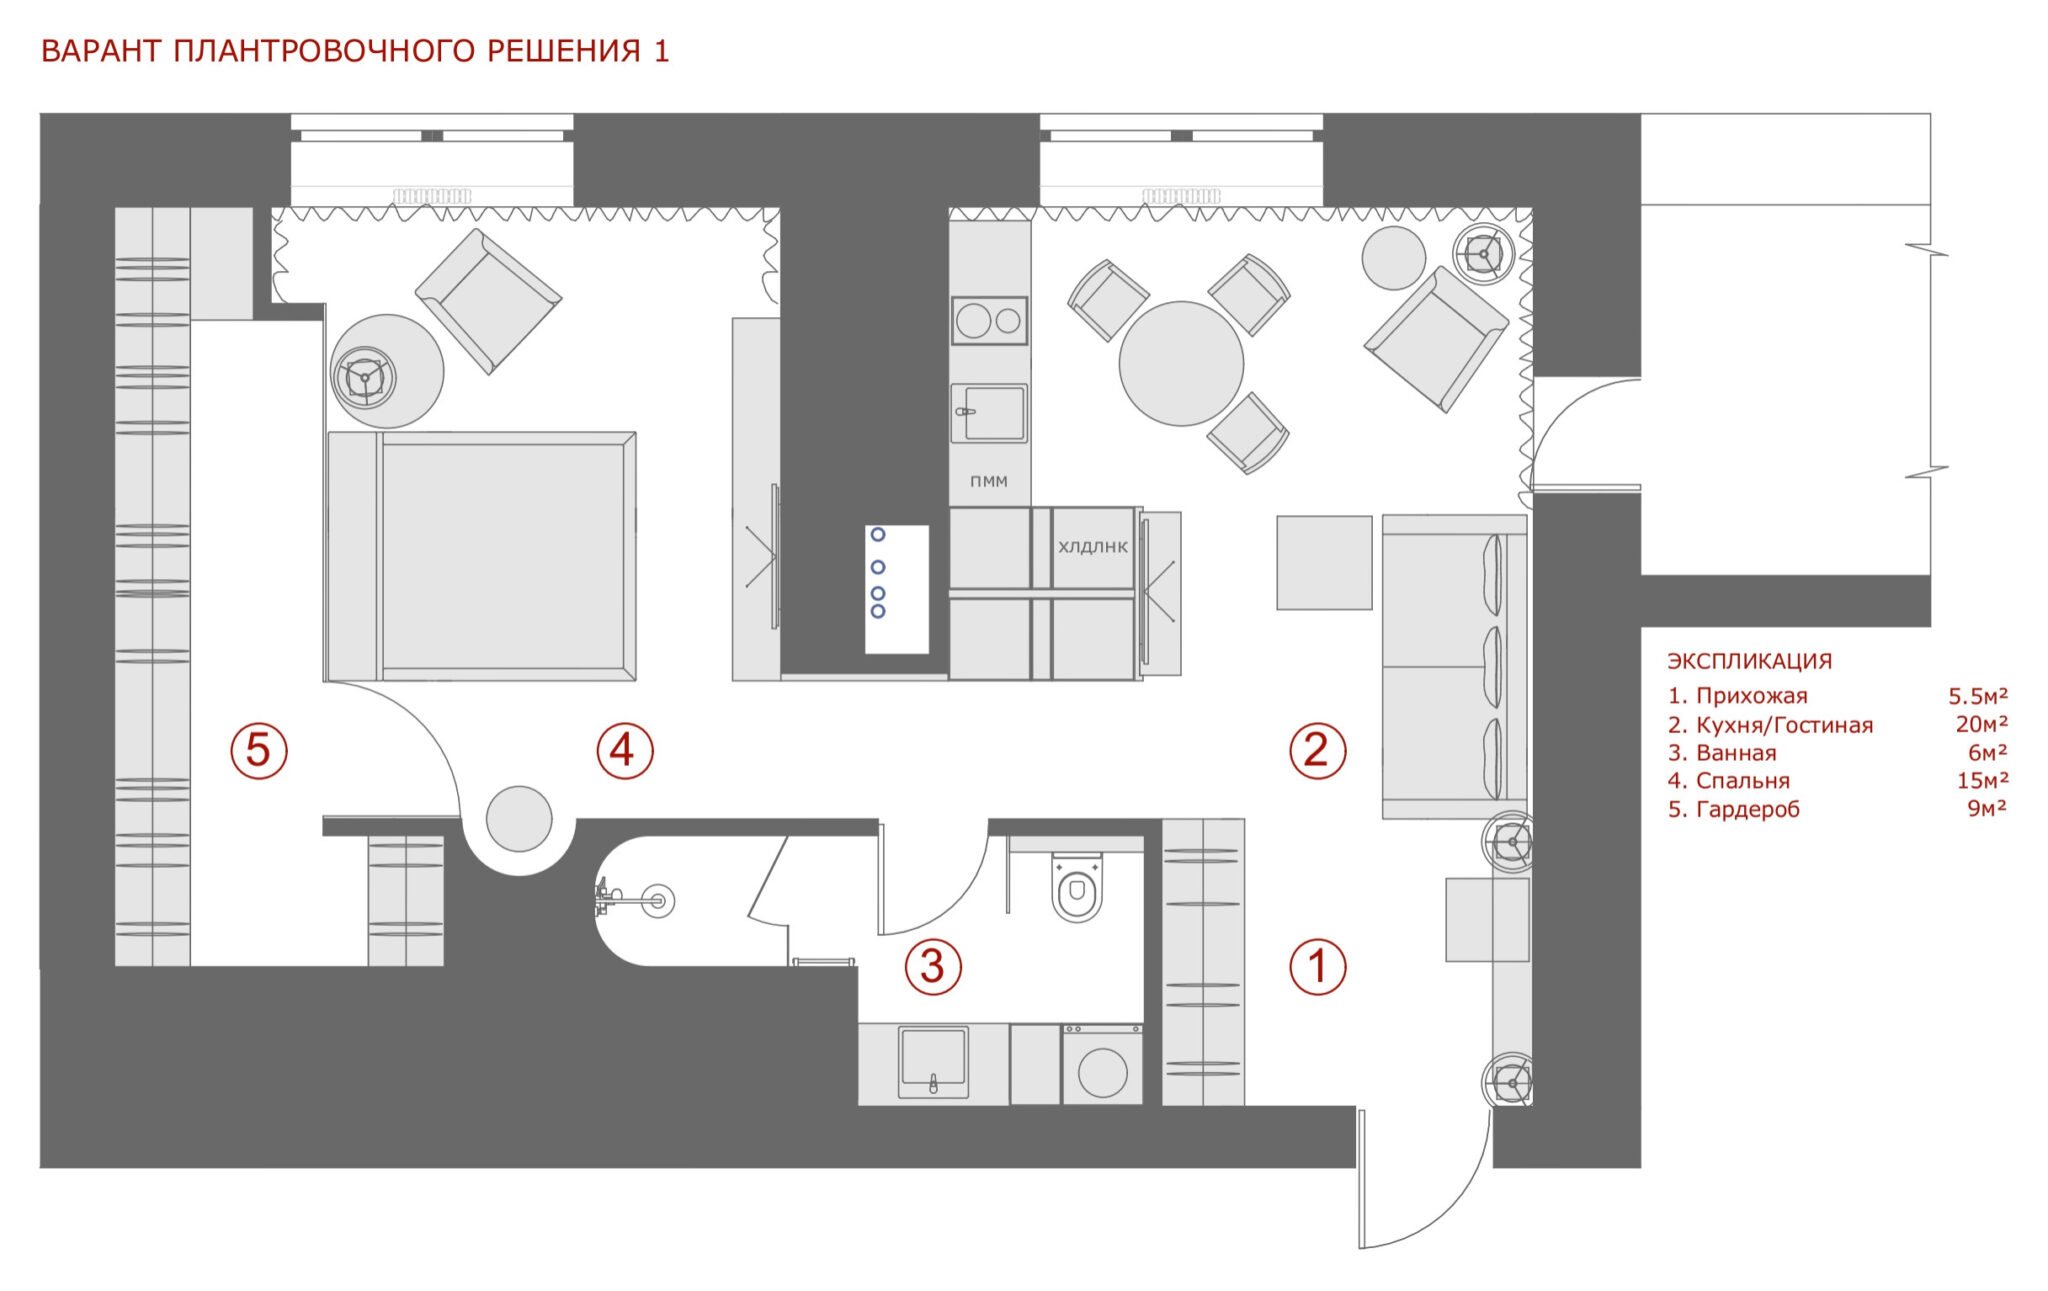 ВАРАНТ ПЛАНТРОВОЧНОГО РЕШЕНИЯ 1
ПММ
ХЛДЛНК
5
4
2
3
1
ЭКСПЛИКАЦИЯ
1. Прихожая 5.5м²
2. Кухня/Гостиная 20м²
3. Ванная 6м²
4. Спальня 15м²
5. Гардероб 9м²